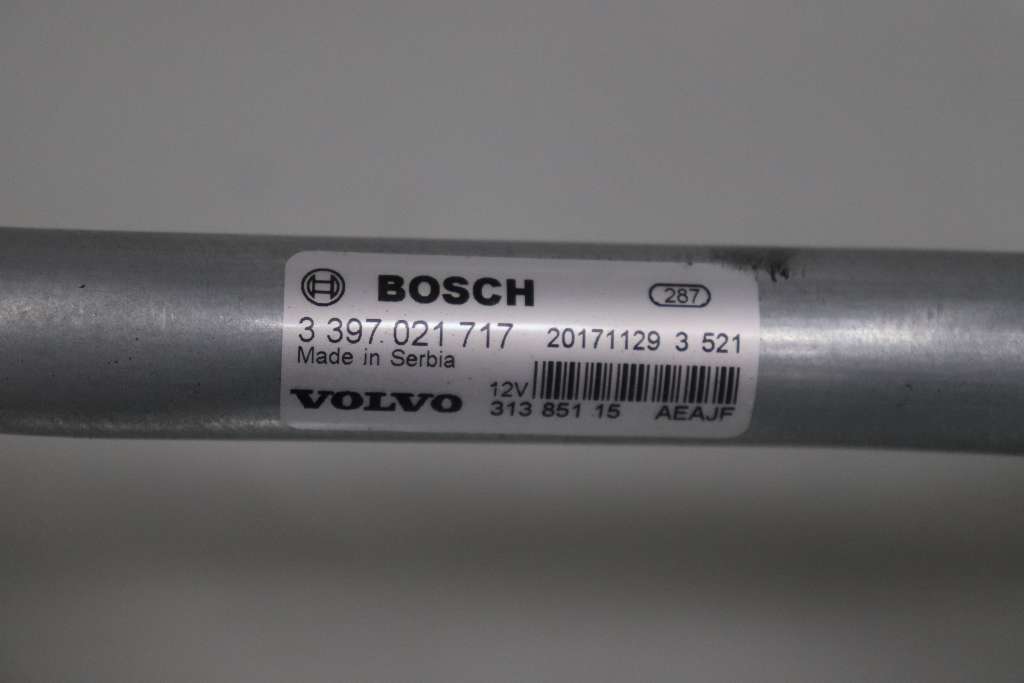 BOSCH 287
3 397 021 717 20171129 3 521
Made in Serbia
VOLVO 12V
313 851 15 AEAJF